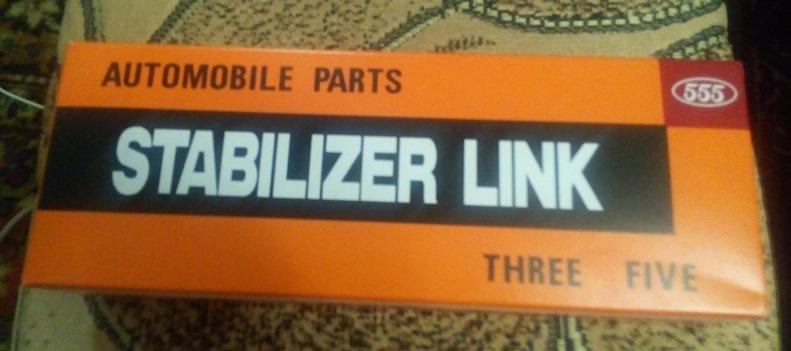 AUTOMOBILE PARTS
555
STABILIZER LINK
THREE FIVE